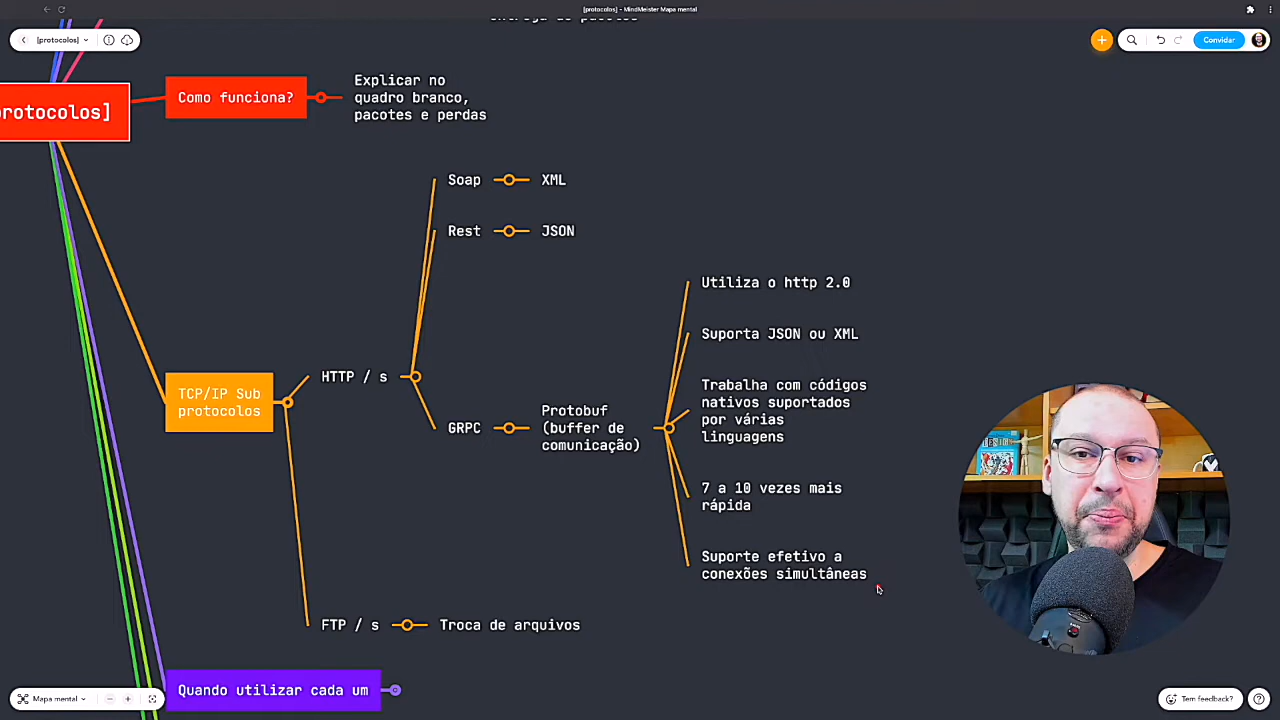 [protocolos] - MindMeister Mapa mental
[protocolos]
Convidar
Como funciona?
Explicar no
quadro branco,
pacotes e perdas
rotocolos]
Soap
XML
Rest
JSON
Utiliza o http 2.0
Suporta JSON ou XML
HTTP / s
TCP/IP Sub
protocolos
Trabalha com códigos
nativos suportados
por várias
linguagens
GRPC
Protobuf
(buffer de
comunicação)
7 a 10 vezes mais
rápida
Suporte efetivo a
conexões simultâneas
FTP / s
Troca de arquivos
Quando utilizar cada um
Mapa mental
Tem feedback?